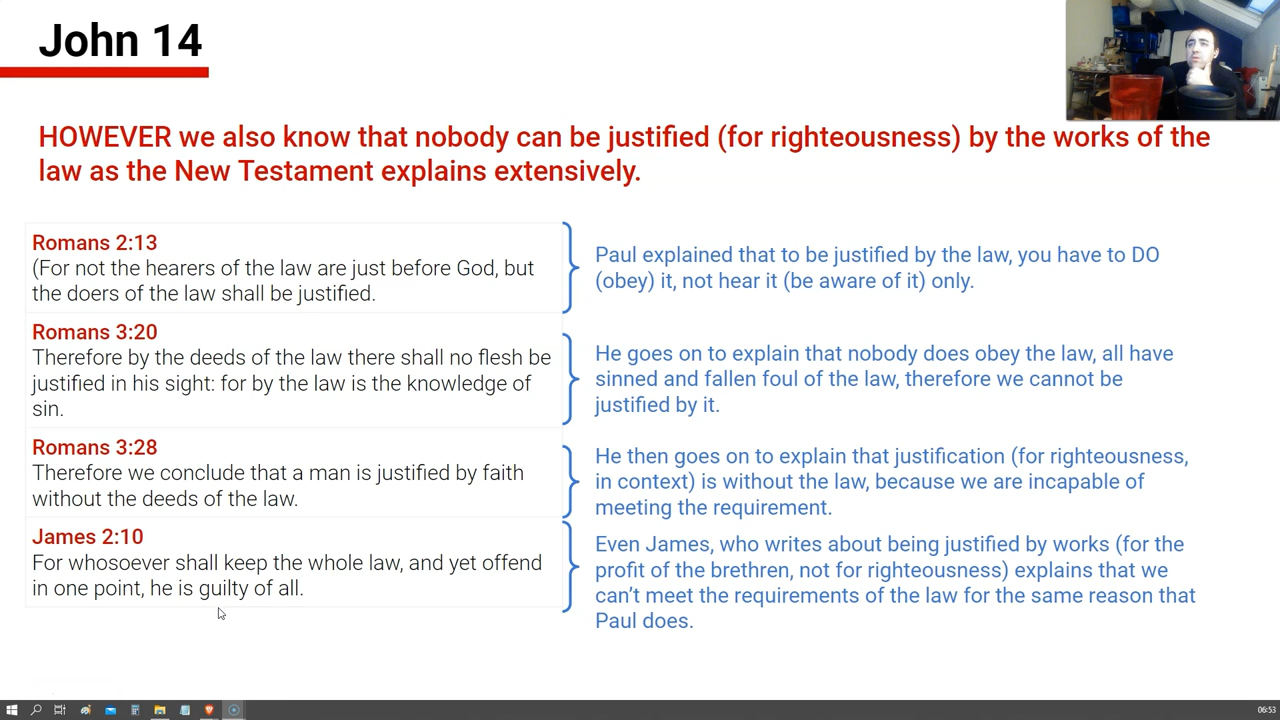 John 14
HOWEVER we also know that nobody can be justified (for righteousness) by the works of the
law as the New Testament explains extensively.
Romans 2:13
(For not the hearers of the law are just before God, but
the doers of the law shall be justified.
Paul explained that to be justified by the law, you have to DO
(obey) it, not hear it (be aware of it) only.
Romans 3:20
Therefore by the deeds of the law there shall no flesh be
justified in his sight: for by the law is the knowledge of
sin.
He goes on to explain that nobody does obey the law, all have
sinned and fallen foul of the law, therefore we cannot be
justified by it.
Romans 3:28
Therefore we conclude that a man is justified by faith
without the deeds of the law.
He then goes on to explain that justification (for righteousness,
in context) is without the law, because we are incapable of
meeting the requirement.
James 2:10
For whosoever shall keep the whole law, and yet offend
in one point, he is guilty of all.
Even James, who writes about being justified by works (for the
profit of the brethren, not for righteousness) explains that we
can't meet the requirements of the law for the same reason that
Paul does.
06:53